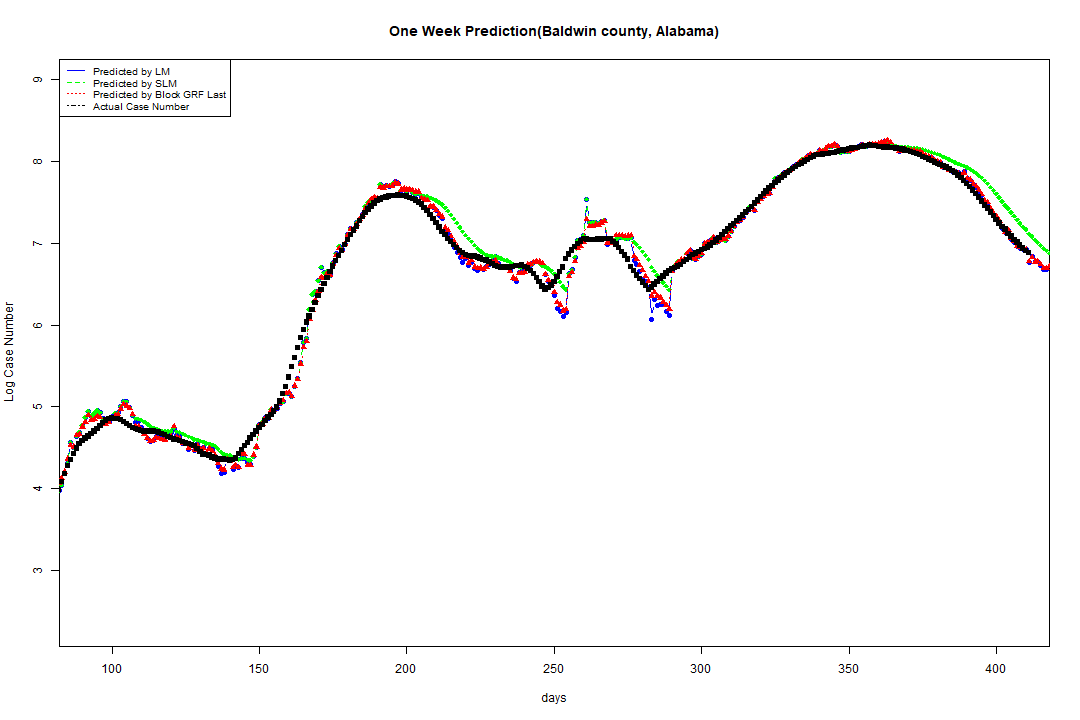 One Week Prediction(Baldwin county, Alabama)
Predicted by LM
Predicted by SLM
Predicted by Block GRF Last
Actual Case Number
9
8
7
6
5
4
3
Log Case Number
100 150 200 250 300 350 400
days